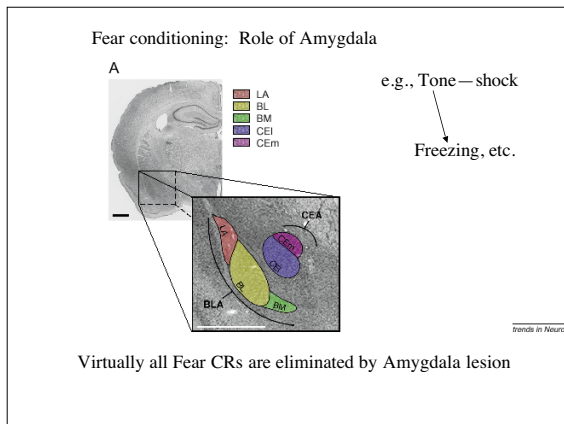 Fear conditioning:  Role of Amygdala
A
LA
BL
BM
CEl
CEm
e.g., Tone—shock
Freezing, etc.
CEA
LA
CEm
CEl
BL
BLA
BM
trends in Neuro
Virtually all Fear CRs are eliminated by Amygdala lesion